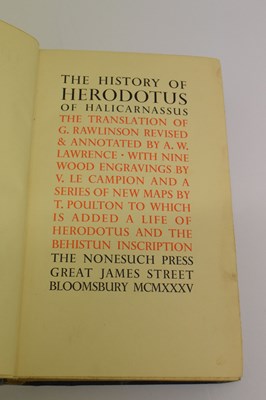 THE HISTORY OF
HERODOTUS
OF HALICARNASSUS
THE TRANSLATION OF
G. RAWLINSON REVISED
& ANNOTATED BY A. W.
LAWRENCE · WITH NINE
WOOD ENGRAVINGS BY
V. LE CAMPION AND A
SERIES OF NEW MAPS BY
T. POULTON TO WHICH
IS ADDED A LIFE OF
HERODOTUS AND THE
BEHISTUN INSCRIPTION
THE NONESUCH PRESS
GREAT JAMES STREET
BLOOMSBURY MCMXXXV